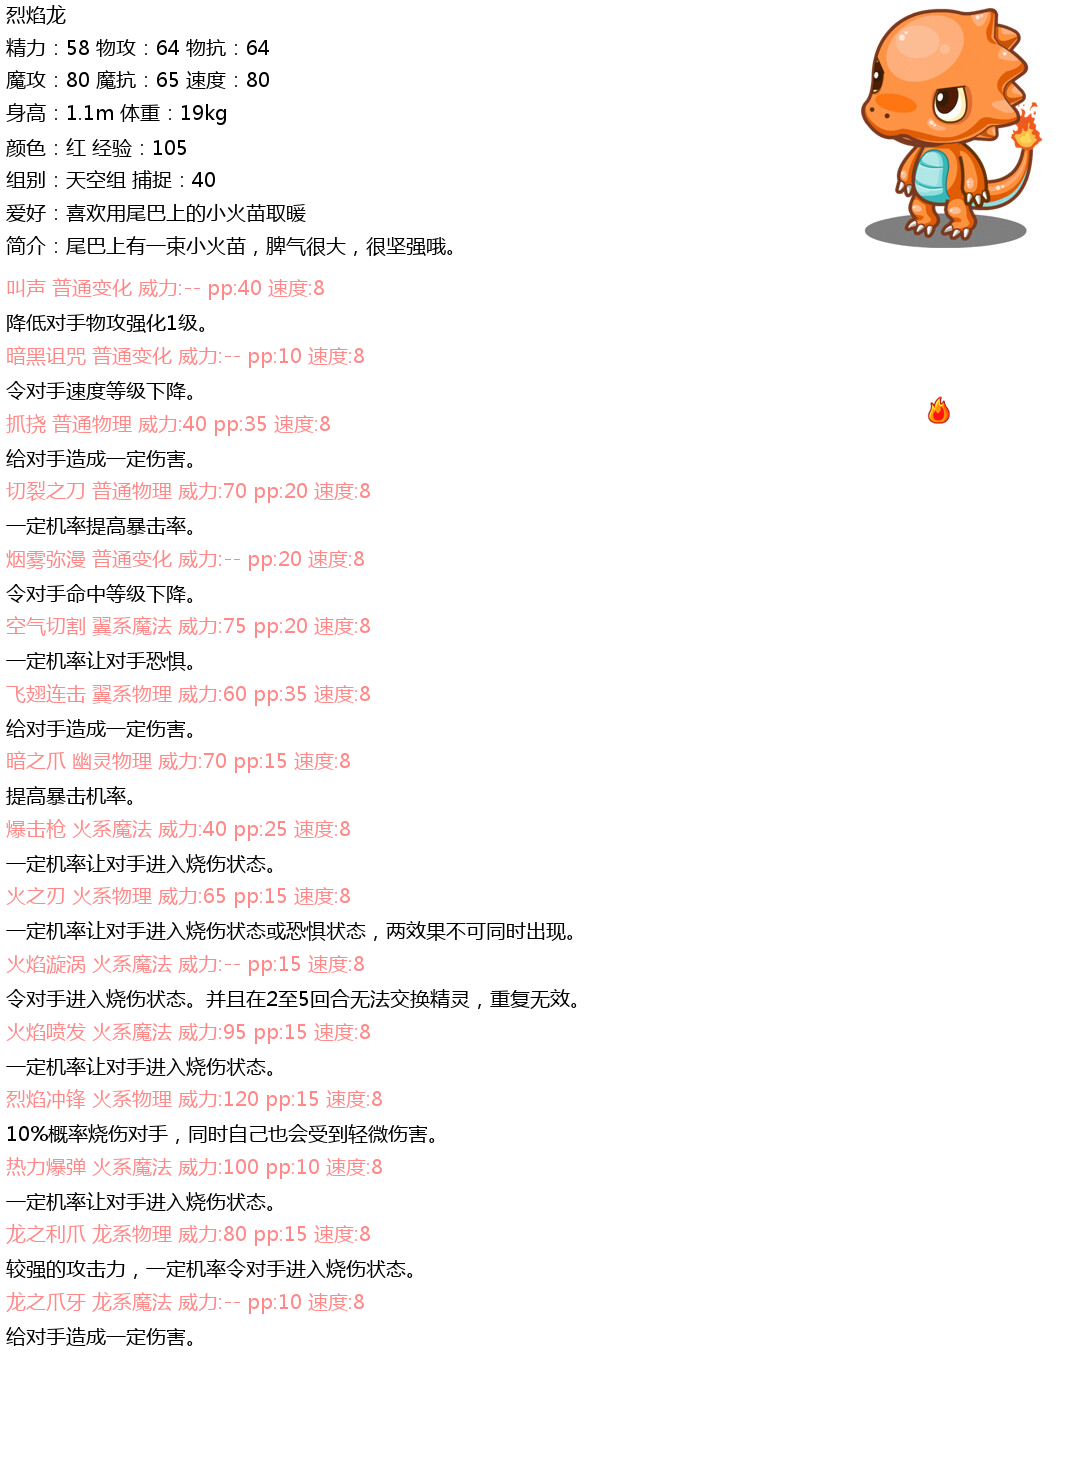 烈焰龙
精力：58 物攻：64 物抗：64
魔攻：80 魔抗：65 速度：80
身高：1.1m 体重：19kg
颜色：红 经验：105
组别：天空组 捕捉：40
爱好：喜欢用尾巴上的小火苗取暖
简介：尾巴上有一束小火苗，脾气很大，很坚强哦。
叫声 普通变化 威力:-- pp:40 速度:8
降低对手物攻强化1级。
暗黑诅咒 普通变化 威力:-- pp:10 速度:8
令对手速度等级下降。
抓挠 普通物理 威力:40 pp:35 速度:8
给对手造成一定伤害。
切裂之刀 普通物理 威力:70 pp:20 速度:8
一定机率提高暴击率。
烟雾弥漫 普通变化 威力:-- pp:20 速度:8
令对手命中等级下降。
空气切割 翼系魔法 威力:75 pp:20 速度:8
一定机率让对手恐惧。
飞翅连击 翼系物理 威力:60 pp:35 速度:8
给对手造成一定伤害。
暗之爪 幽灵物理 威力:70 pp:15 速度:8
提高暴击机率。
爆击枪 火系魔法 威力:40 pp:25 速度:8
一定机率让对手进入烧伤状态。
火之刃 火系物理 威力:65 pp:15 速度:8
一定机率让对手进入烧伤状态或恐惧状态，两效果不可同时出现。
火焰漩涡 火系魔法 威力:-- pp:15 速度:8
令对手进入烧伤状态。并且在2至5回合无法交换精灵，重复无效。
火焰喷发 火系魔法 威力:95 pp:15 速度:8
一定机率让对手进入烧伤状态。
烈焰冲锋 火系物理 威力:120 pp:15 速度:8
10%概率烧伤对手，同时自己也会受到轻微伤害。
热力爆弹 火系魔法 威力:100 pp:10 速度:8
一定机率让对手进入烧伤状态。
龙之利爪 龙系物理 威力:80 pp:15 速度:8
较强的攻击力，一定机率令对手进入烧伤状态。
龙之爪牙 龙系魔法 威力:-- pp:10 速度:8
给对手造成一定伤害。